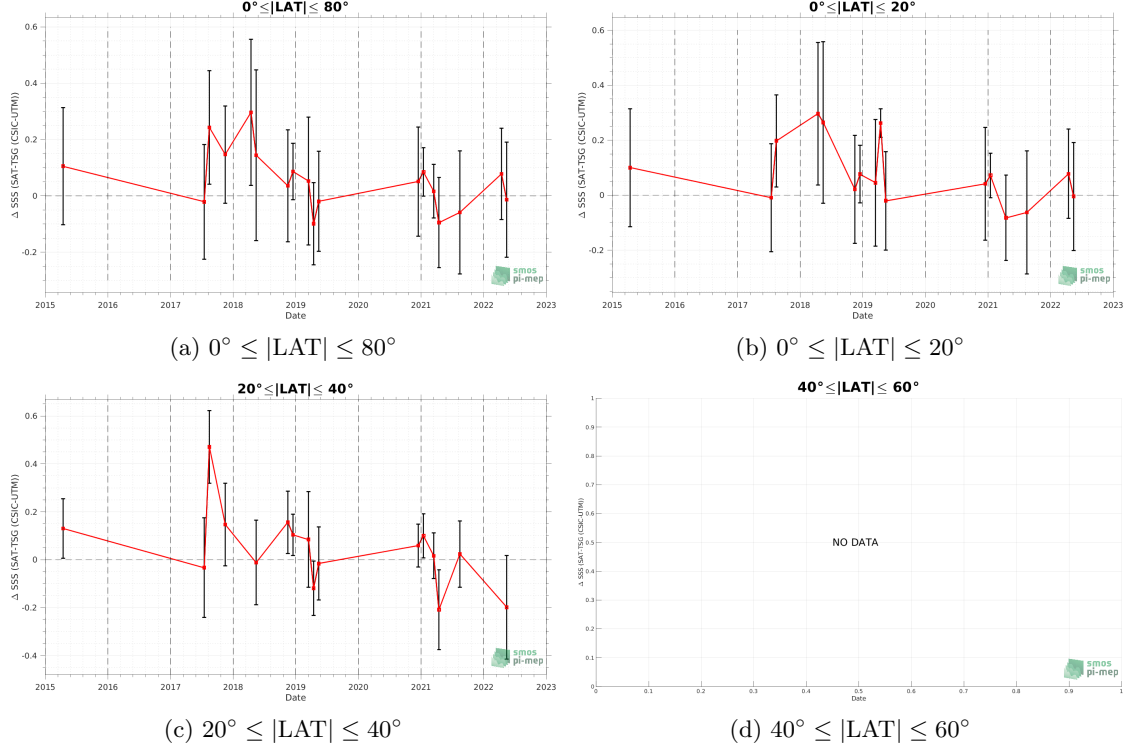 0°≤|LAT|≤ 80°
Δ SSS (SAT-TSG (CSIC-UTM))
0.6
0.4
0.2
0
-0.2
2015 2016 2017 2018 2019 2020 2021 2022 2023
Date
smos
pi-mep
(a) 0° ≤ |LAT| ≤ 80°
0°≤|LAT|≤ 20°
Δ SSS (SAT-TSG (CSIC-UTM))
0.6
0.4
0.2
0
-0.2
2015 2016 2017 2018 2019 2020 2021 2022 2023
Date
smos
pi-mep
(b) 0° ≤ |LAT| ≤ 20°
20°≤|LAT|≤ 40°
Δ SSS (SAT-TSG (CSIC-UTM))
0.6
0.4
0.2
0
-0.2
-0.4
2015 2016 2017 2018 2019 2020 2021 2022 2023
Date
smos
pi-mep
(c) 20° ≤ |LAT| ≤ 40°
40°≤|LAT|≤ 60°
Δ SSS (SAT-TSG (CSIC-UTM))
1
0.9
0.8
0.7
0.6
0.5
0.4
0.3
0.2
0.1
0
NO DATA
0 0.1 0.2 0.3 0.4 0.5 0.6 0.7 0.8 0.9 1
Date
smos
pi-mep
(d) 40° ≤ |LAT| ≤ 60°